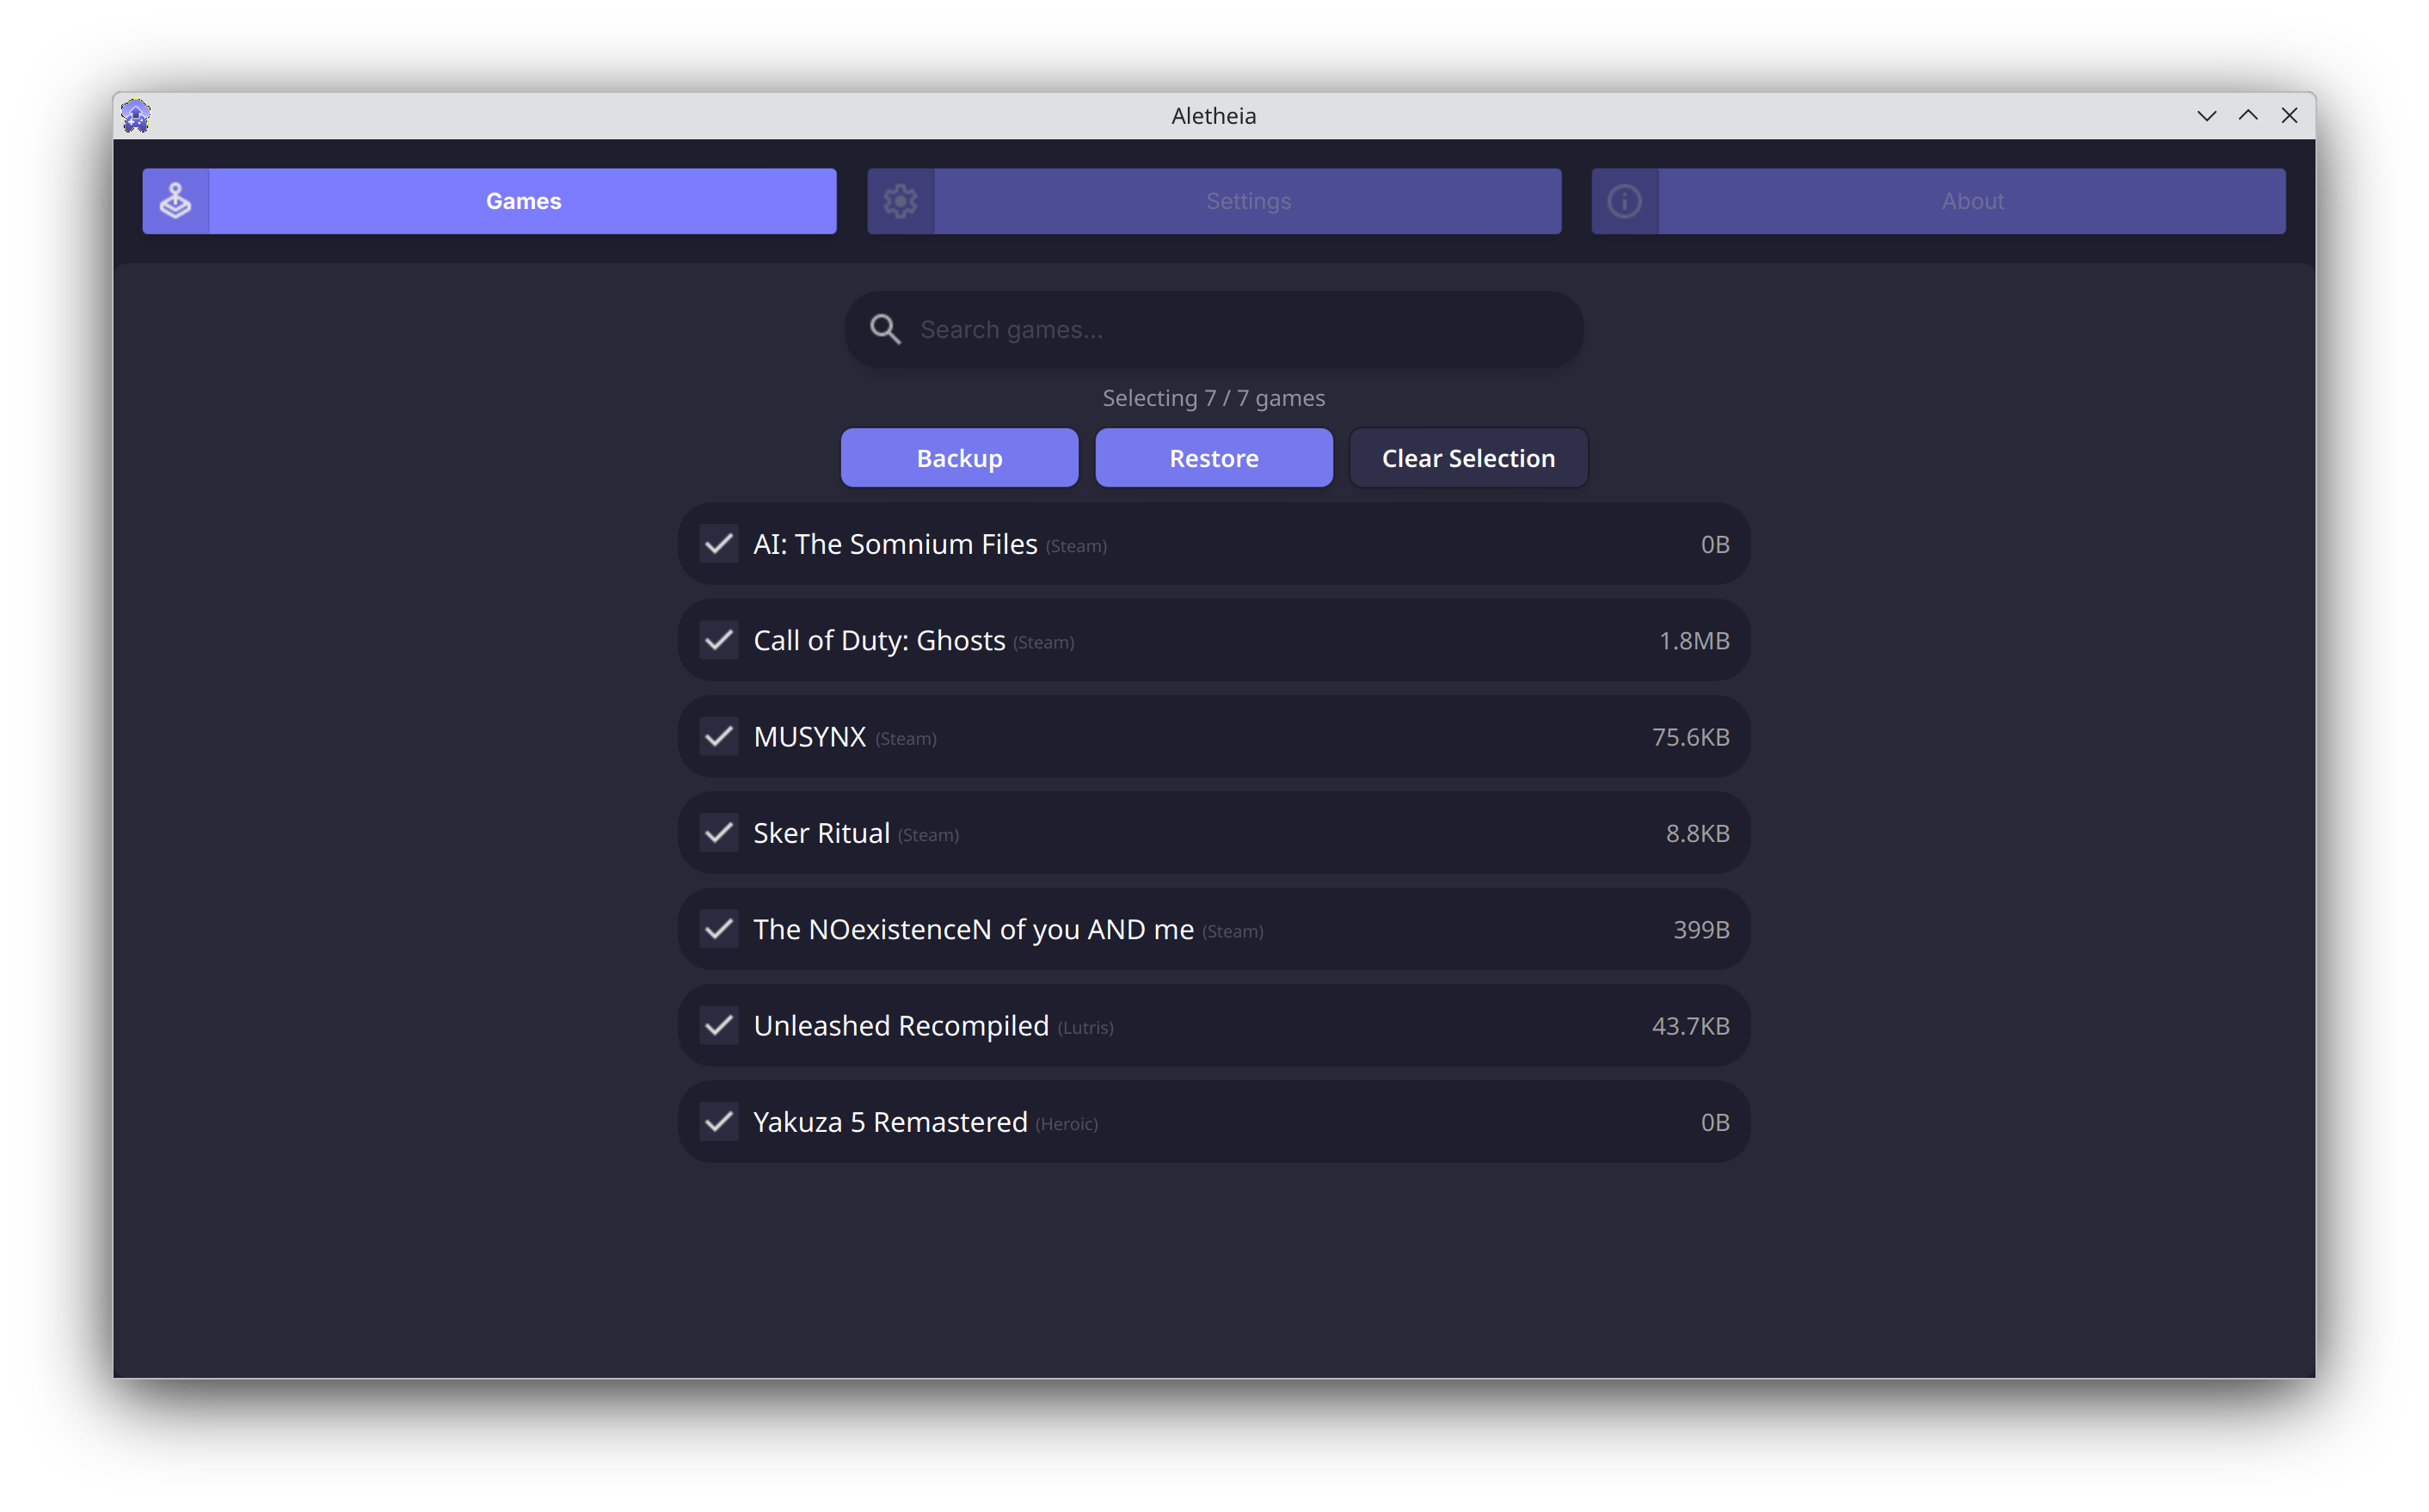 Aletheia
Games
Settings
About
Search games...
Selecting 7 / 7 games
Backup
Restore
Clear Selection
AI: The Somnium Files (Steam) 0B
Call of Duty: Ghosts (Steam) 1.8MB
MUSYNX (Steam) 75.6KB
Sker Ritual (Steam) 8.8KB
The NOexistenceN of you AND me (Steam) 399B
Unleashed Recompiled (Lutris) 43.7KB
Yakuza 5 Remastered (Heroic) 0B